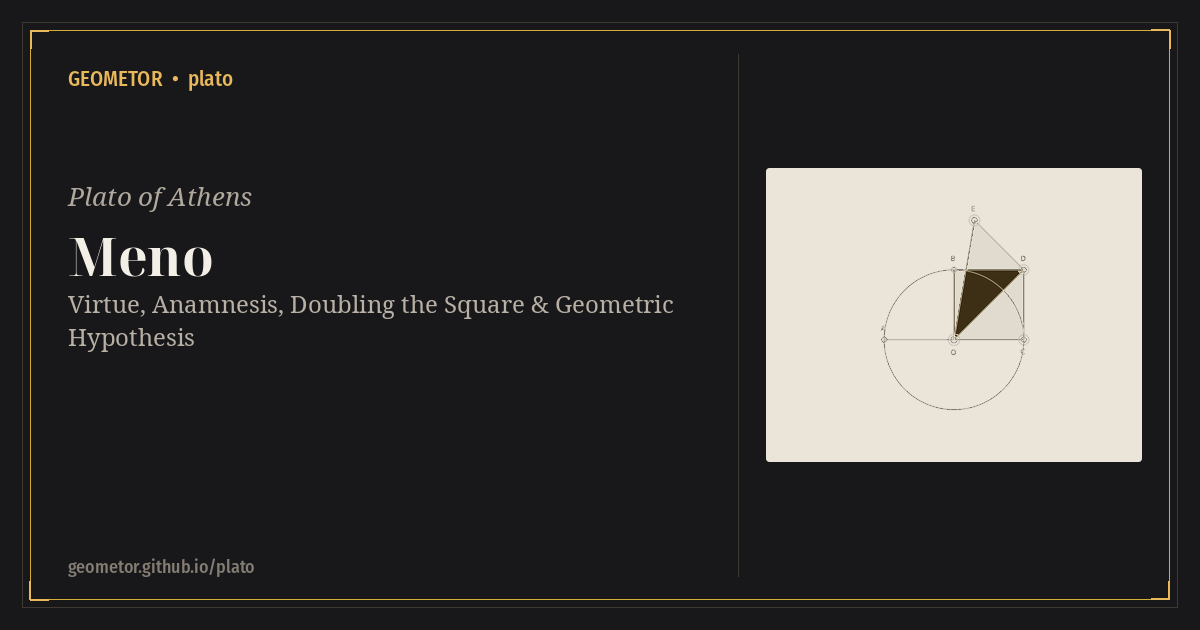 GEOMETOR • plato
Plato of Athens
Meno
Virtue, Anamnesis, Doubling the Square & Geometric
Hypothesis
geometor.github.io/plato
E
B
D
A
O
C